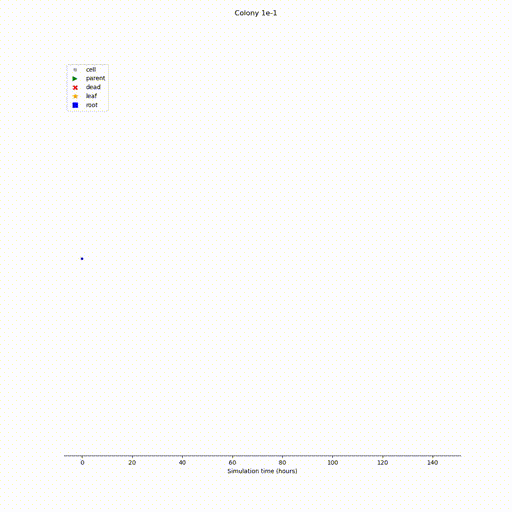 Colony 1e-1
cell
parent
dead
leaf
root
0 20 40 60 80 100 120 140
Simulation time (hours)